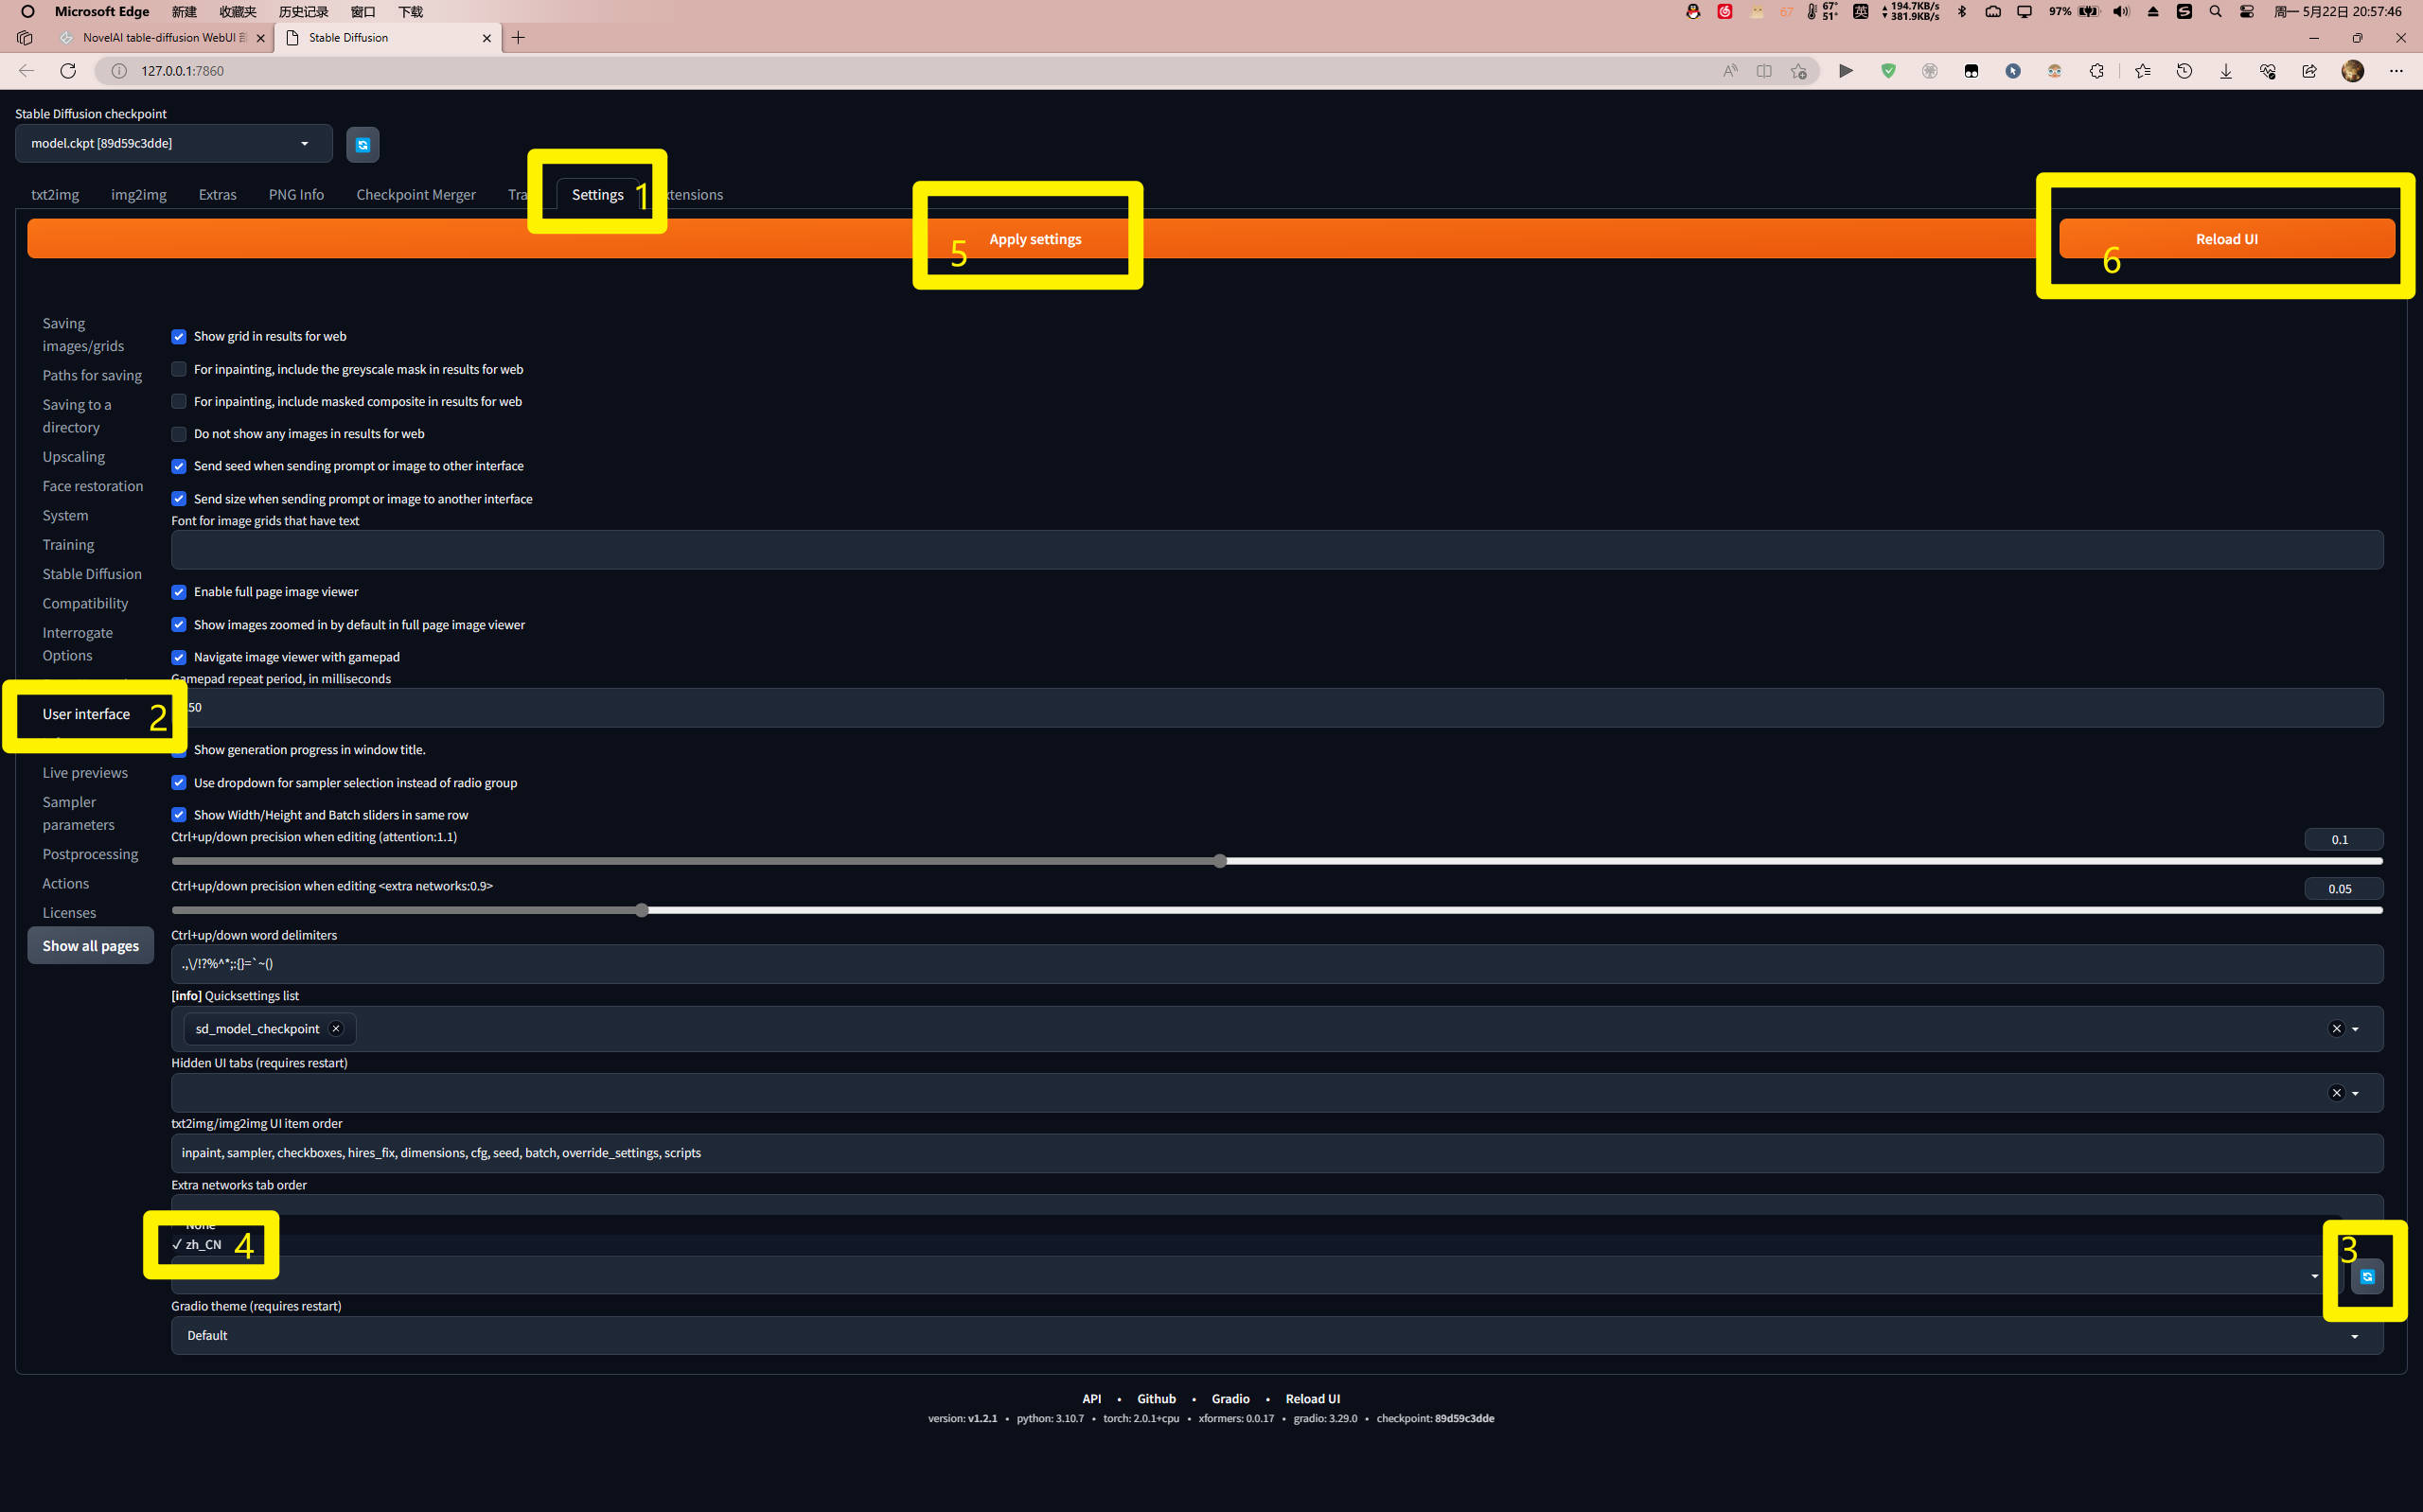 Microsoft Edge 新建 收藏夹 历史记录 窗口 下载 67 67° 51° 英 194.7KB/s 381.9KB/s 97% 周一 5月22日 20:57:46
NovelAI table-diffusion WebUI Stable Diffusion
127.0.0.1:7860
Stable Diffusion checkpoint
model.ckpt [89d59c3dde]
txt2img img2img Extras PNG Info Checkpoint Merger Tra Settings 1 tensions
Apply settings 5
Reload UI 6
Saving images/grids
Paths for saving
Saving to a directory
Upscaling
Face restoration
System
Training
Stable Diffusion
Compatibility
Interrogate Options
User interface 2
Live previews
Sampler parameters
Postprocessing
Actions
Licenses
Show all pages
Show grid in results for web
For inpainting, include the greyscale mask in results for web
For inpainting, include masked composite in results for web
Do not show any images in results for web
Send seed when sending prompt or image to other interface
Send size when sending prompt or image to another interface
Font for image grids that have text
Enable full page image viewer
Show images zoomed in by default in full page image viewer
Navigate image viewer with gamepad
Gamepad repeat period, in milliseconds
50
Show generation progress in window title.
Use dropdown for sampler selection instead of radio group
Show Width/Height and Batch sliders in same row
Ctrl+up/down precision when editing (attention:1.1)
0.1
Ctrl+up/down precision when editing <extra networks:0.9>
0.05
Ctrl+up/down word delimiters
.,\/!?%^*;:{}=`~()
[info] Quicksettings list
sd_model_checkpoint
Hidden UI tabs (requires restart)
txt2img/img2img UI item order
inpaint, sampler, checkboxes, hires_fix, dimensions, cfg, seed, batch, override_settings, scripts
Extra networks tab order
None
✓ zh_CN 4
3
Gradio theme (requires restart)
Default
API • Github • Gradio • Reload UI
version: v1.2.1 • python: 3.10.7 • torch: 2.0.1+cpu • xformers: 0.0.17 • gradio: 3.29.0 • checkpoint: 89d59c3dde